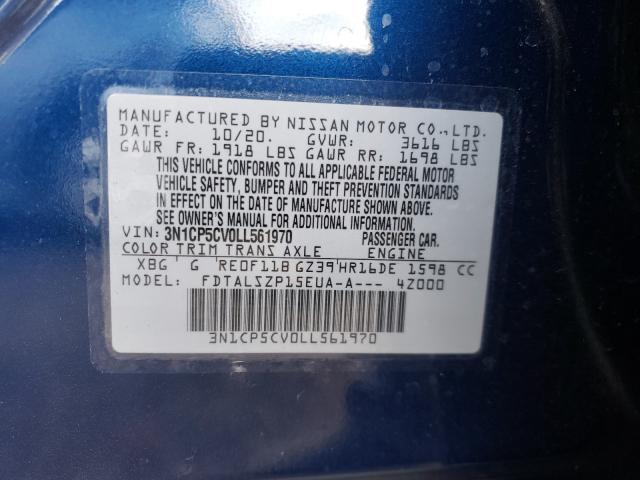 MANUFACTURED BY NISSAN MOTOR CO.,LTD.
DATE: 10/20. GVWR: 3616 LBS
GAWR FR: 1918 LBS GAWR RR: 1698 LBS
THIS VEHICLE CONFORMS TO ALL APPLICABLE FEDERAL MOTOR
VEHICLE SAFETY, BUMPER AND THEFT PREVENTION STANDARDS
IN EFFECT ON THE DATE OF MANUFACTURE SHOWN ABOVE.
SEE OWNER'S MANUAL FOR ADDITIONAL INFORMATION.
VIN: 3N1CP5CV0LL561970 PASSENGER CAR.
COLOR TRIM TRANS AXLE ENGINE
XBG G RE0F11B GZ39 HR16DE 1598 CC
MODEL: FDTALSZP15EUA-A--- 4Z000
3N1CP5CV0LL561970